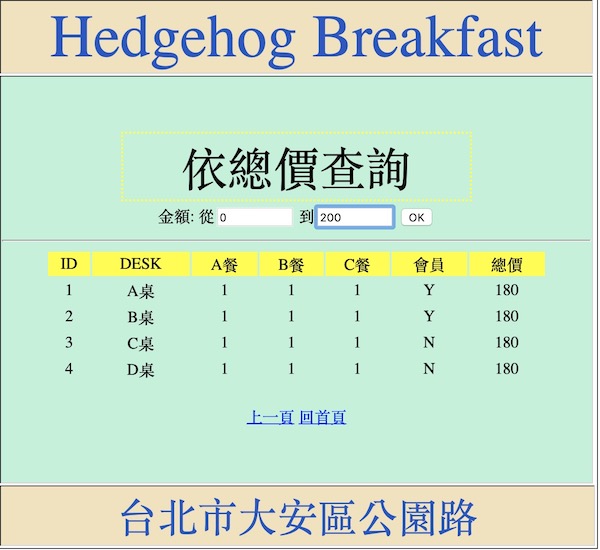 Hedgehog Breakfast
依總價查詢
金額: 從 0 到 200 OK
ID DESK A餐 B餐 C餐 會員 總價
1 A桌 1 1 1 Y 180
2 B桌 1 1 1 Y 180
3 C桌 1 1 1 N 180
4 D桌 1 1 1 N 180
上一頁 回首頁
台北市大安區公園路